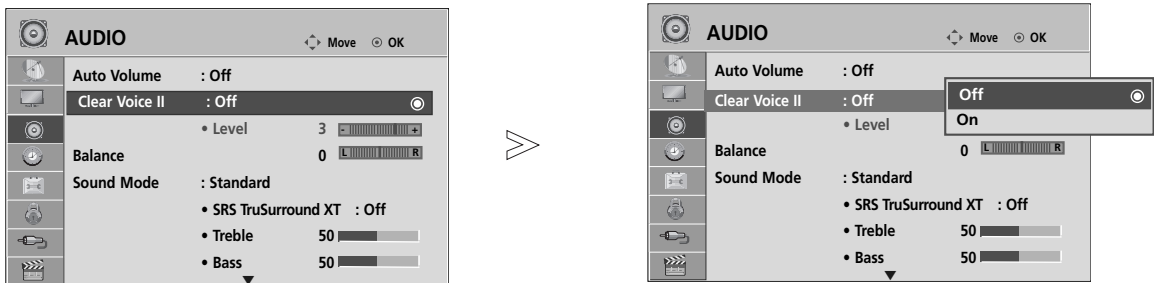 AUDIO
Move OK
Auto Volume : Off
Clear Voice II : Off
• Level 3 - +
Balance 0 L R
Sound Mode : Standard
• SRS TruSurround XT : Off
• Treble 50
• Bass 50
AUDIO
Move OK
Auto Volume : Off
Clear Voice II : Off
• Level
Balance 0 L R
Sound Mode : Standard
• SRS TruSurround XT : Off
• Treble 50
• Bass 50
Off
On